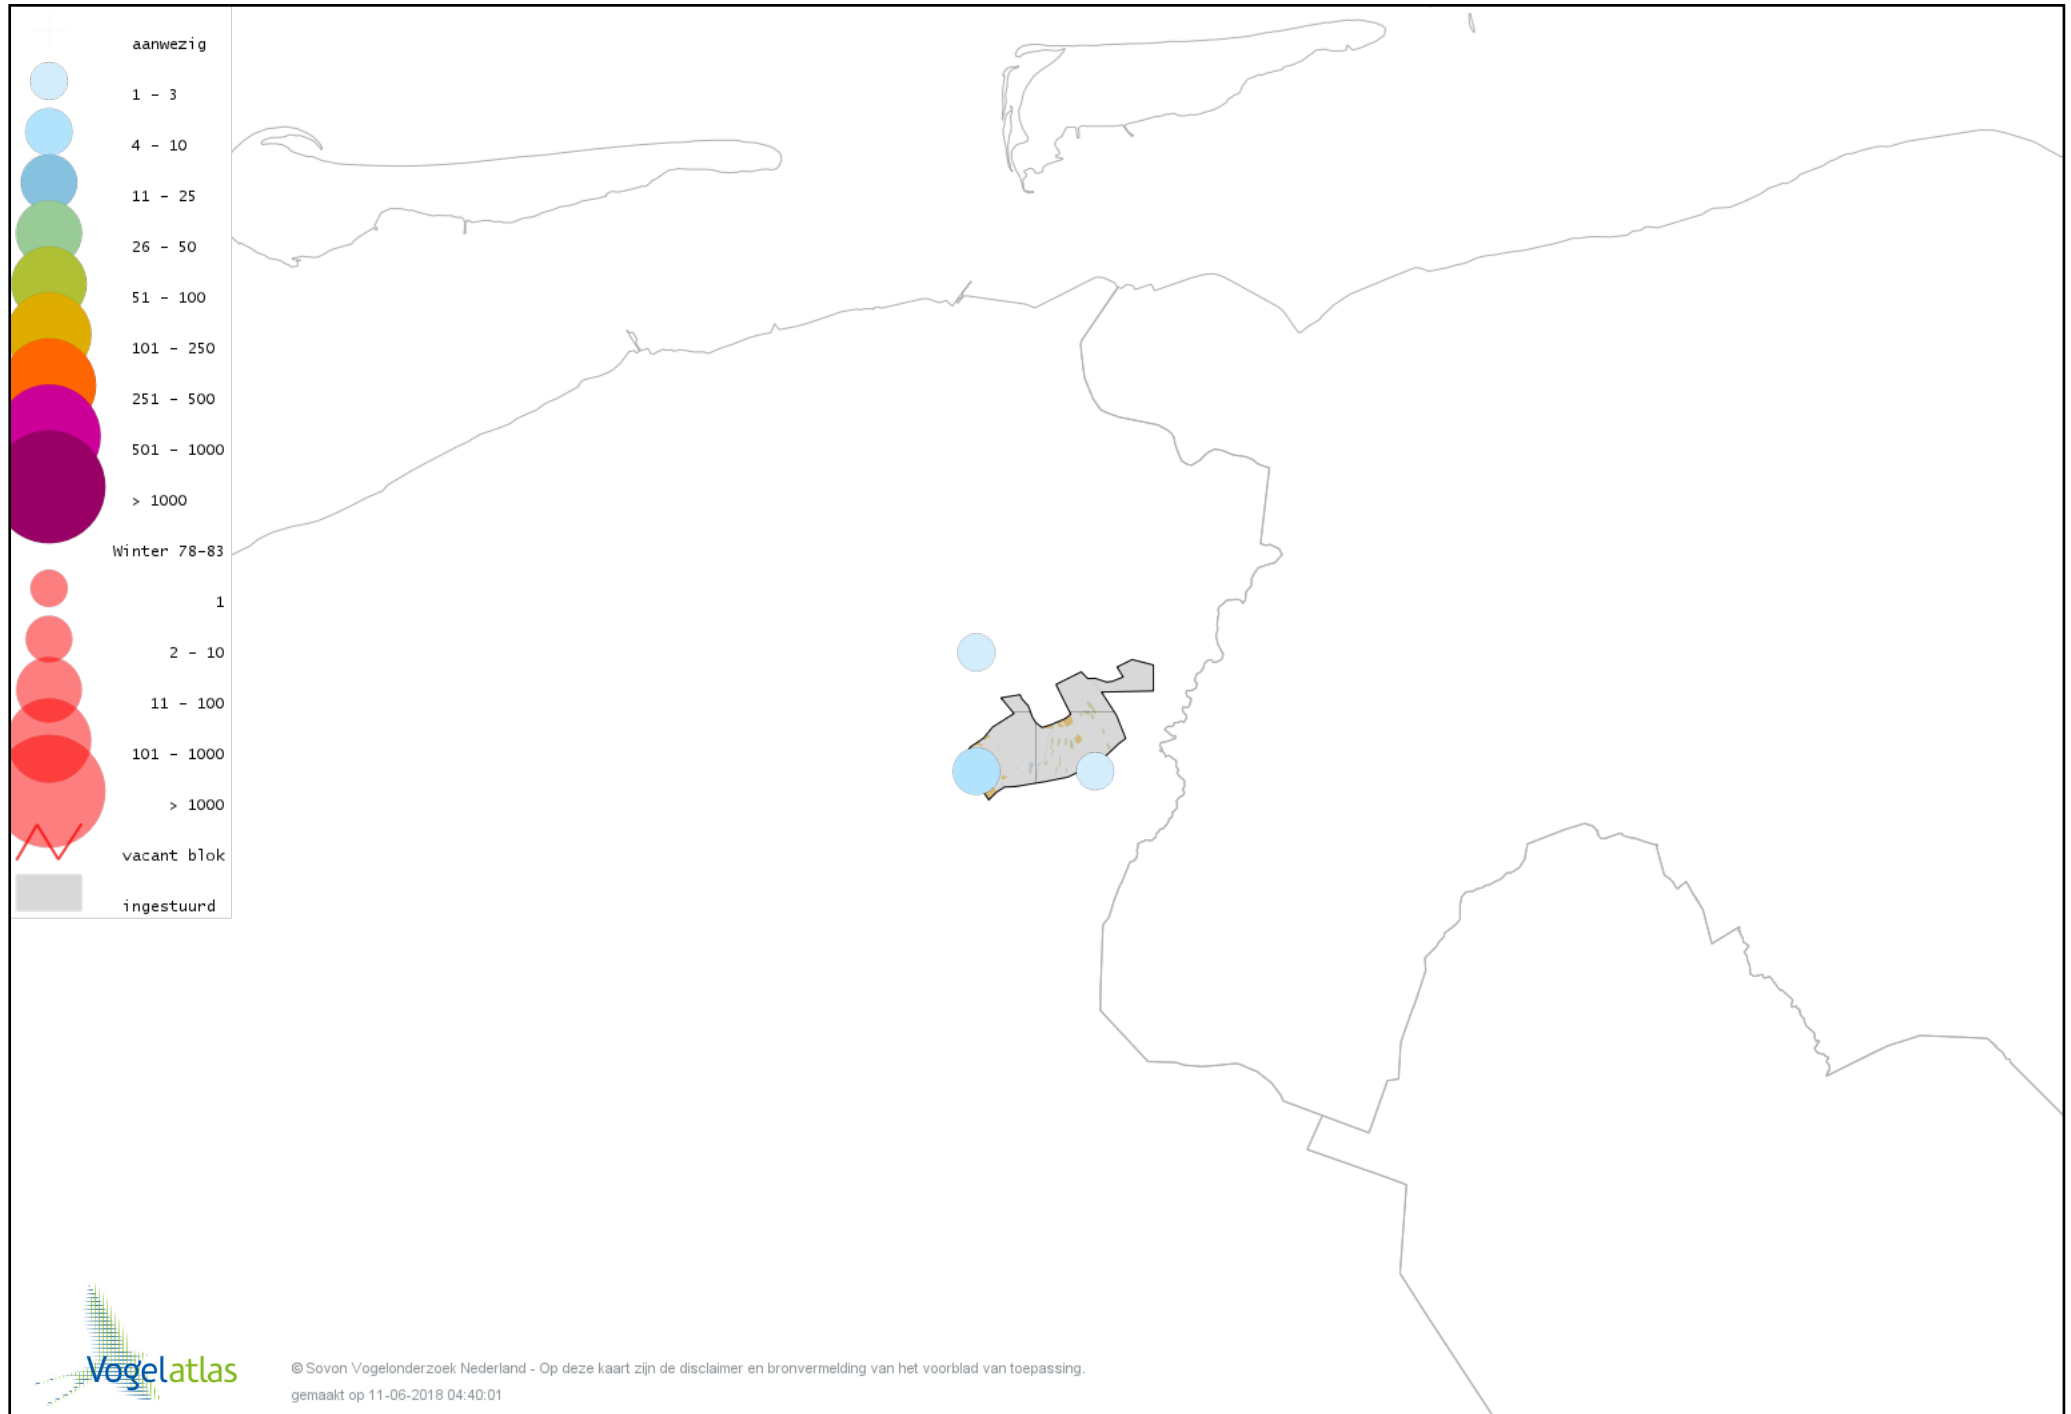 aanwezig
1 - 3
4 - 10
11 - 25
26 - 50
51 - 100
101 - 250
251 - 500
501 - 1000
> 1000
Winter 78-83
1
2 - 10
11 - 100
101 - 1000
> 1000
vacant blok
ingestuurd
Vogelatlas
© Sovon Vogelonderzoek Nederland - Op deze kaart zijn de disclaimer en bronvermelding van het voorblad van toepassing.
gemaakt op 11-06-2018 04:40:01